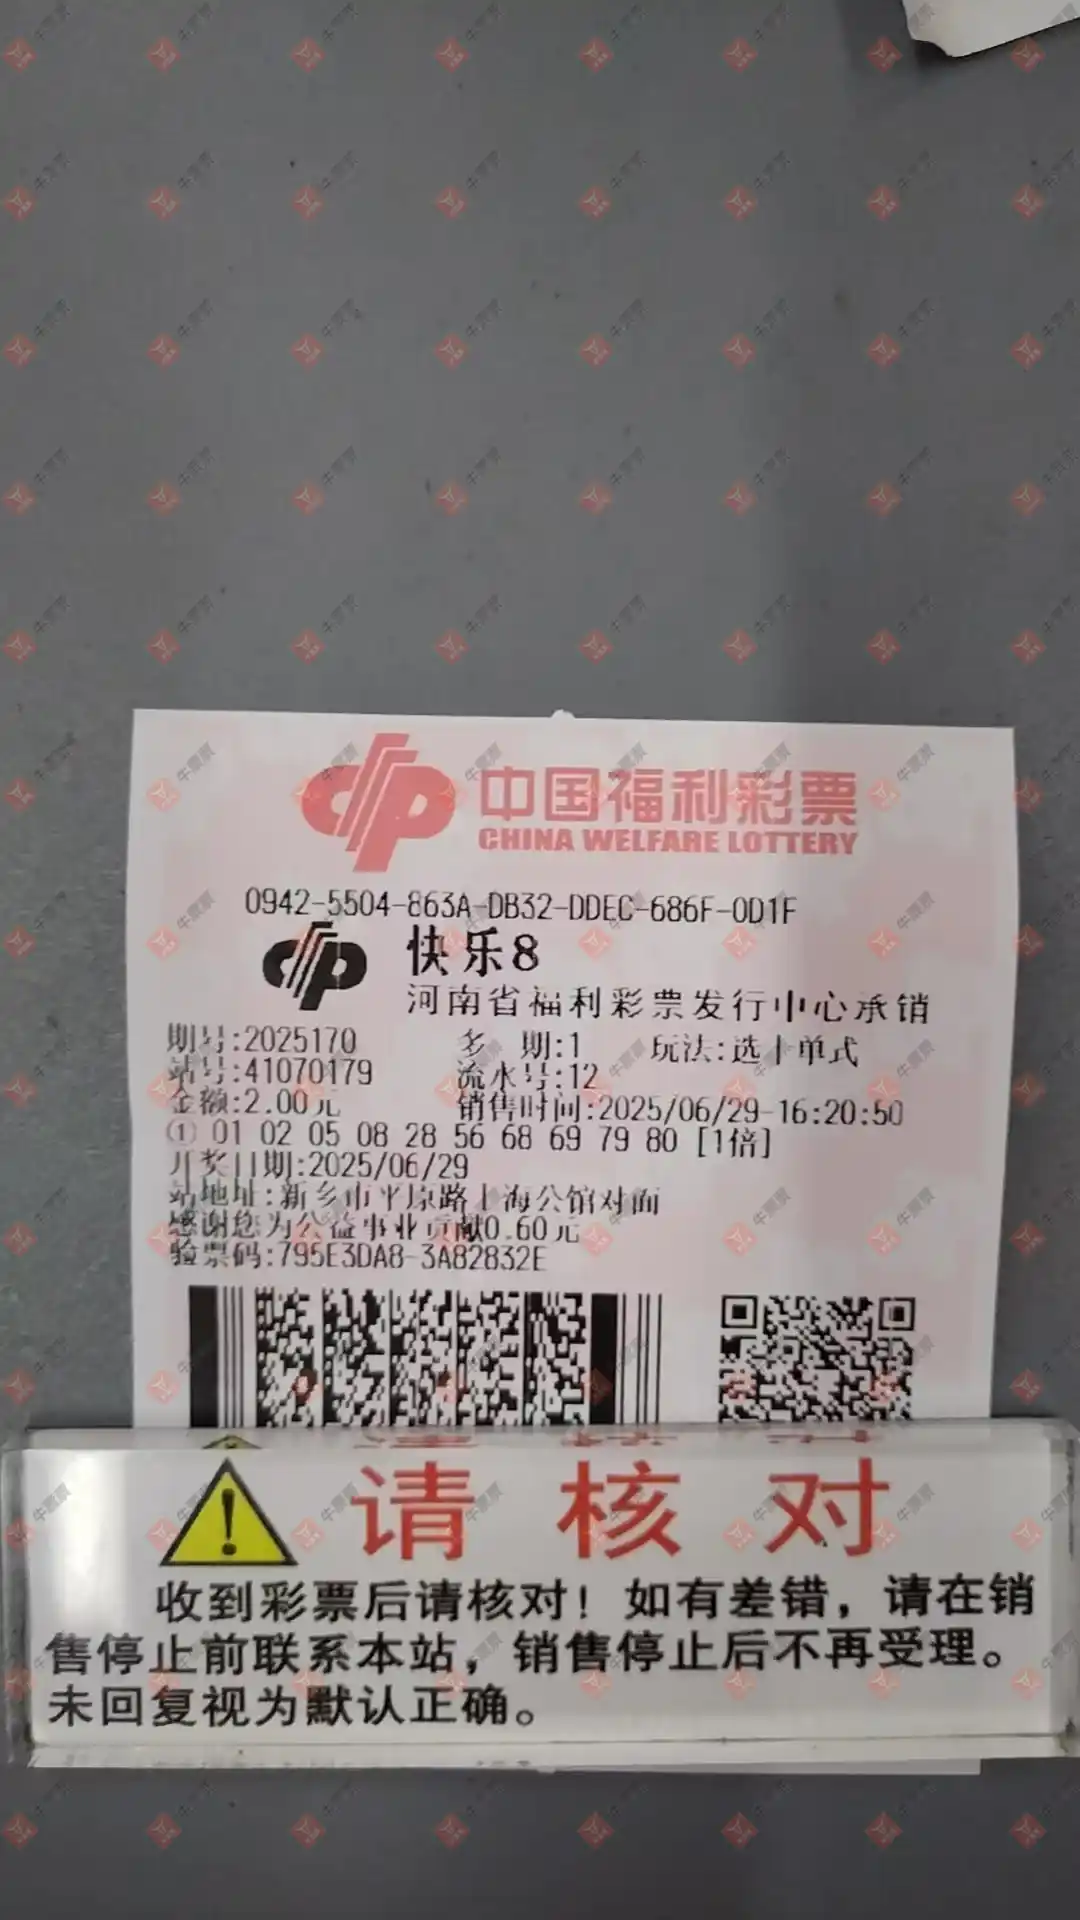 中国福利彩票
CHINA WELFARE LOTTERY
0942-5504-863A-DB32-DDEC-686F-0D1F
快乐8
河南省福利彩票发行中心承销
期号:2025170 多 期:1 玩法:选十单式
站号:41070179 流水号:12
金额:2.00元 销售时间:2025/06/29-16:20:50
① 01 02 05 08 28 56 68 69 79 80 [1倍]
开奖日期:2025/06/29
站地址:新乡市平原路上海公馆对面
感谢您为公益事业贡献0.60元
验票码:795E3DA8-3A82832E
请核对
收到彩票后请核对！如有差错，请在销
售停止前联系本站，销售停止后不再受理。
未回复视为默认正确。